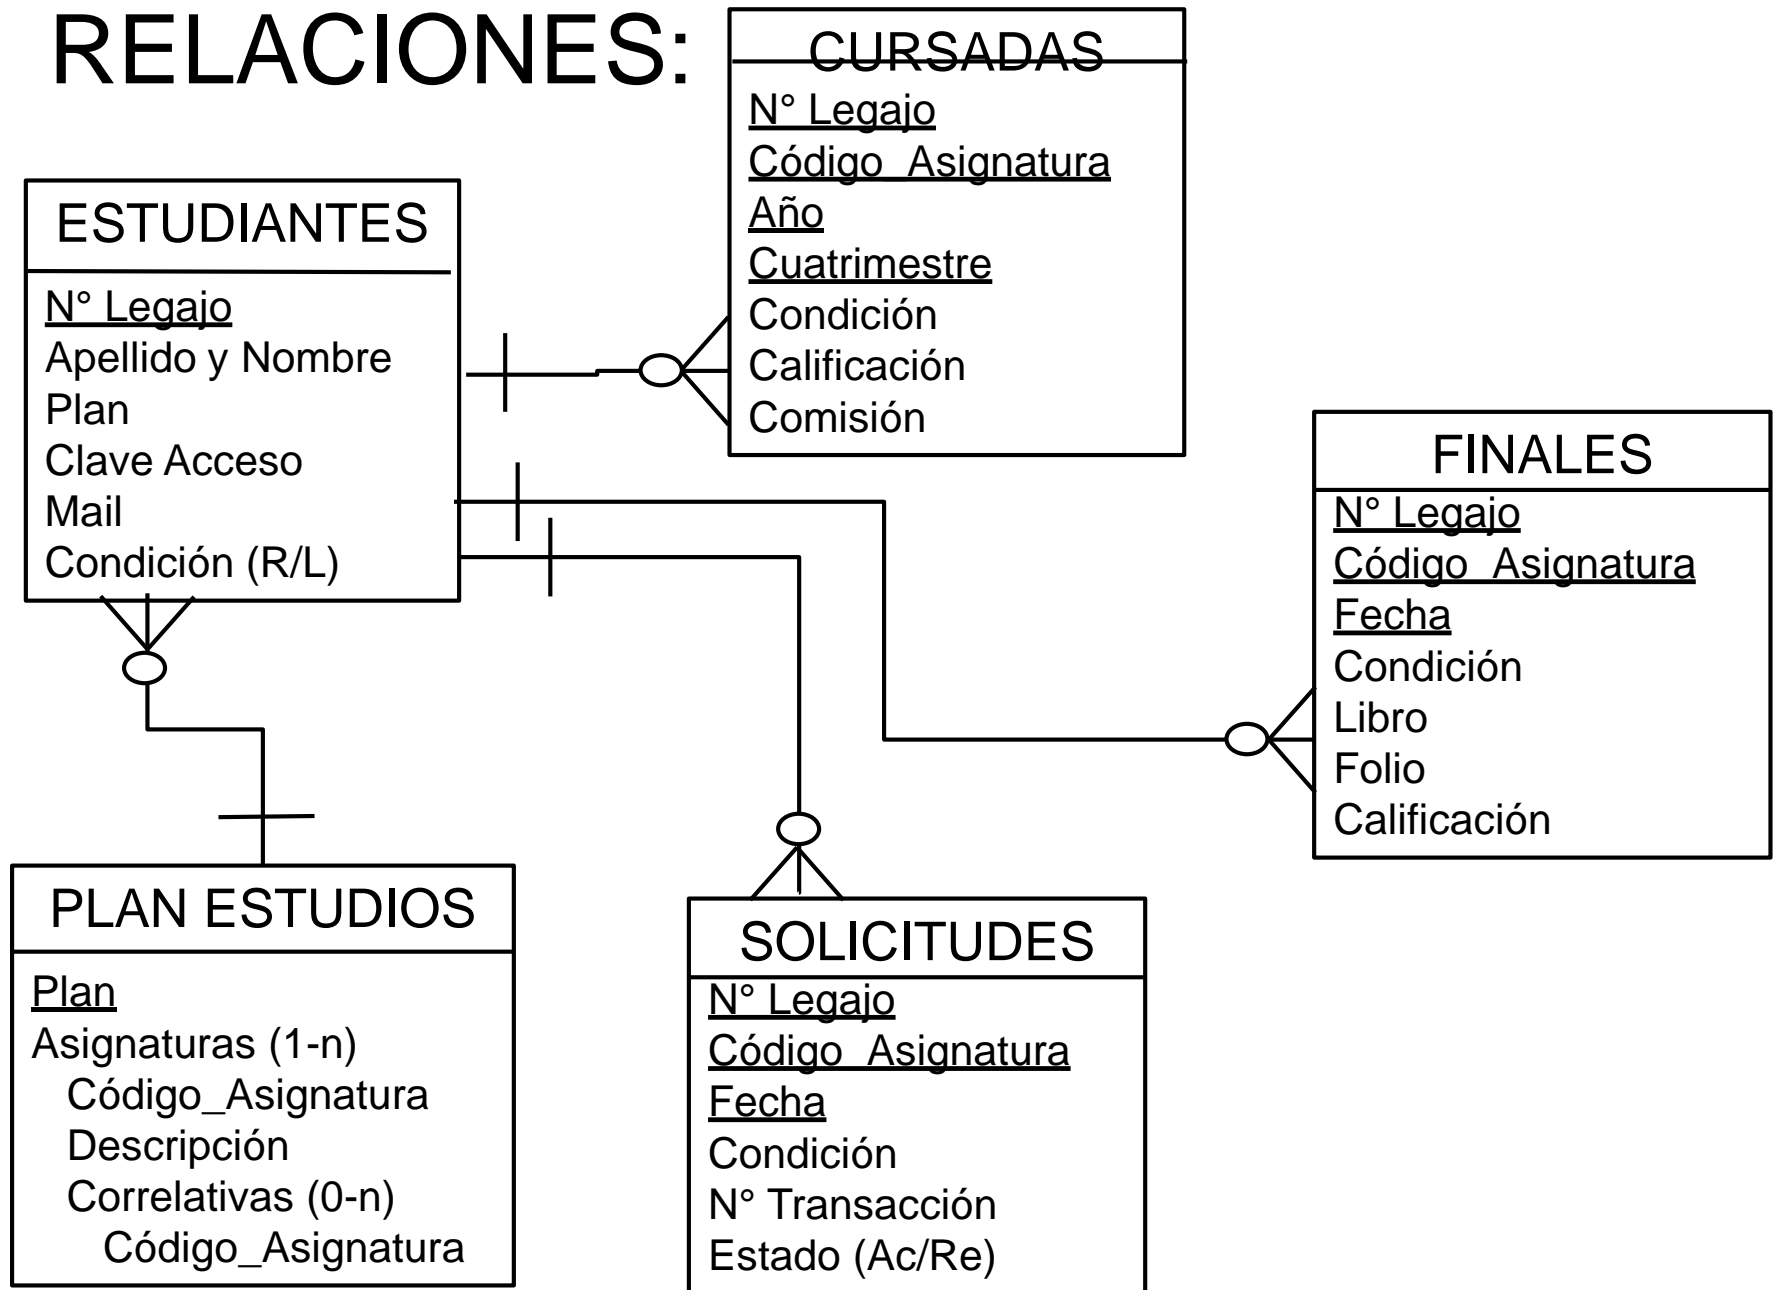 RELACIONES:
CURSADAS
N° Legajo
Código_Asignatura
Año
Cuatrimestre
Condición
Calificación
Comisión
ESTUDIANTES
N° Legajo
Apellido y Nombre
Plan
Clave Acceso
Mail
Condición (R/L)
FINALES
N° Legajo
Código_Asignatura
Fecha
Condición
Libro
Folio
Calificación
PLAN ESTUDIOS
Plan
Asignaturas (1-n)
Código_Asignatura
Descripción
Correlativas (0-n)
Código_Asignatura
SOLICITUDES
N° Legajo
Código_Asignatura
Fecha
Condición
N° Transacción
Estado (Ac/Re)